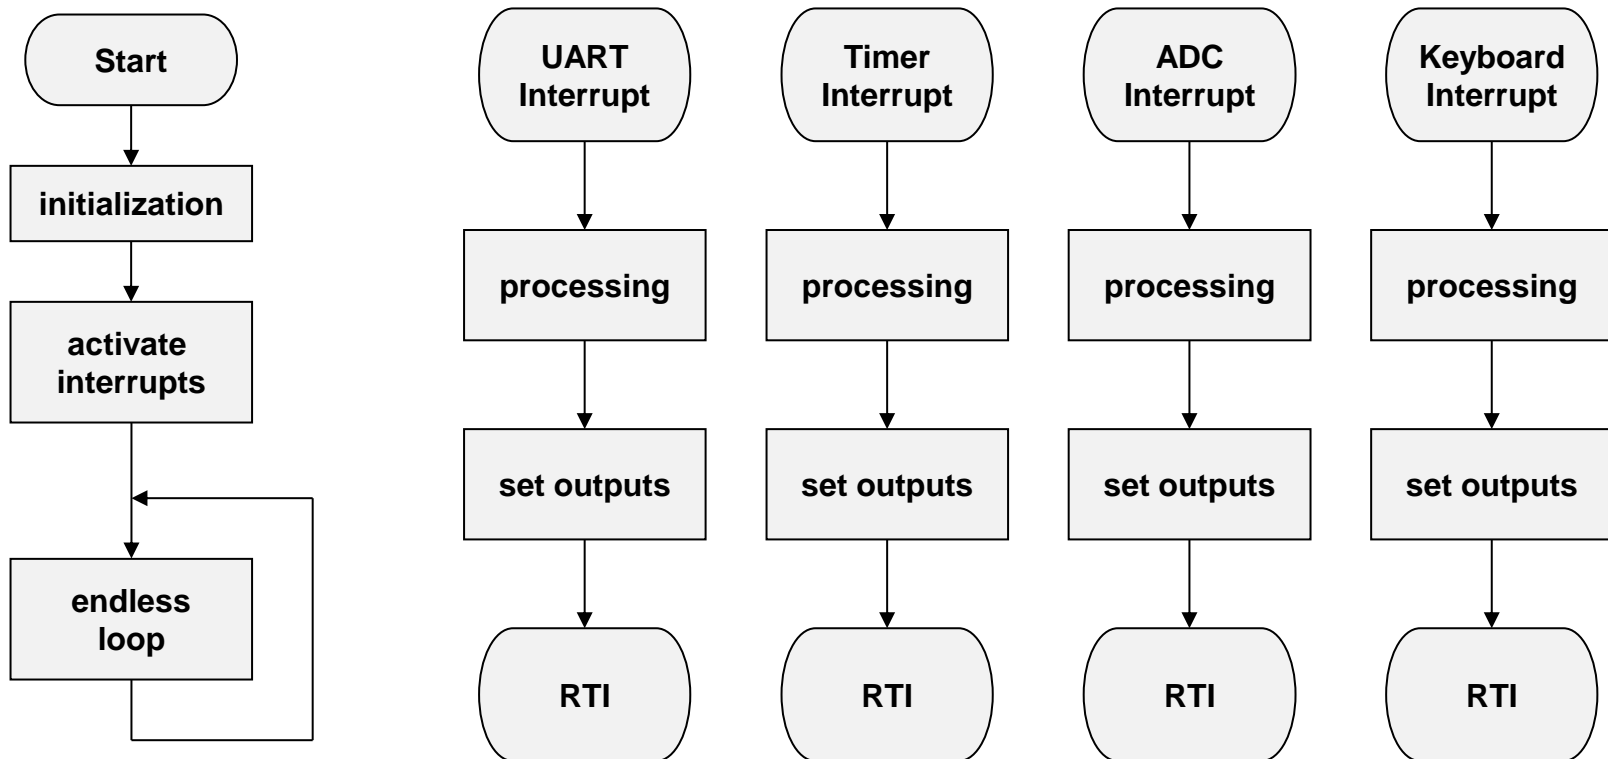 Start
initialization
activate
interrupts
endless
loop
UART
Interrupt
processing
set outputs
RTI
Timer
Interrupt
processing
set outputs
RTI
ADC
Interrupt
processing
set outputs
RTI
Keyboard
Interrupt
processing
set outputs
RTI